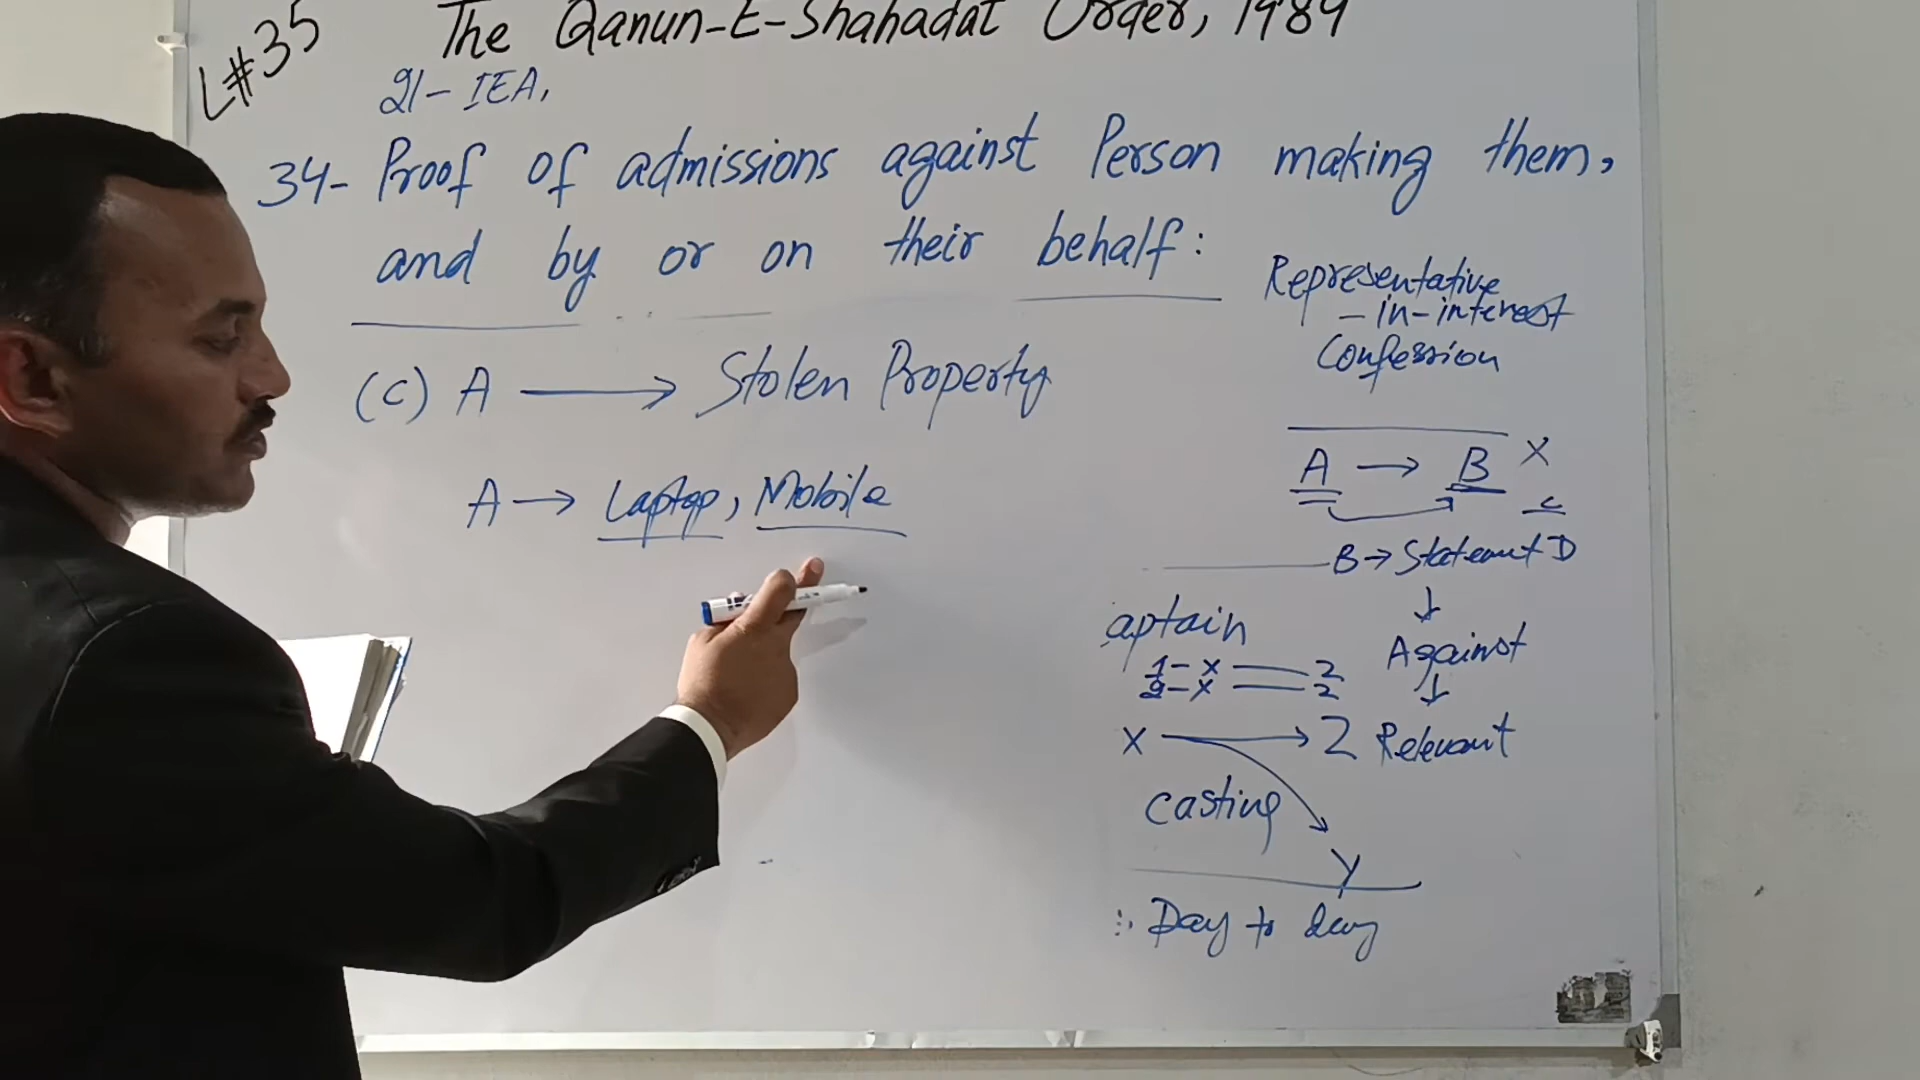 L#35
The Qanun-E-Shahadat Order, 1984
21- IEA,
34- Proof of admissions against Person making them,
and by or on their behalf:
Representative
-in-interest
Confession
(C) A → Stolen Property
A → Laptop, Mobile
A → B X
C
B → Statement D
↓
Against
↓
Relevant
aptain
1- X 2
2- X 2
X → Z
casting
Y
∴ Day to day